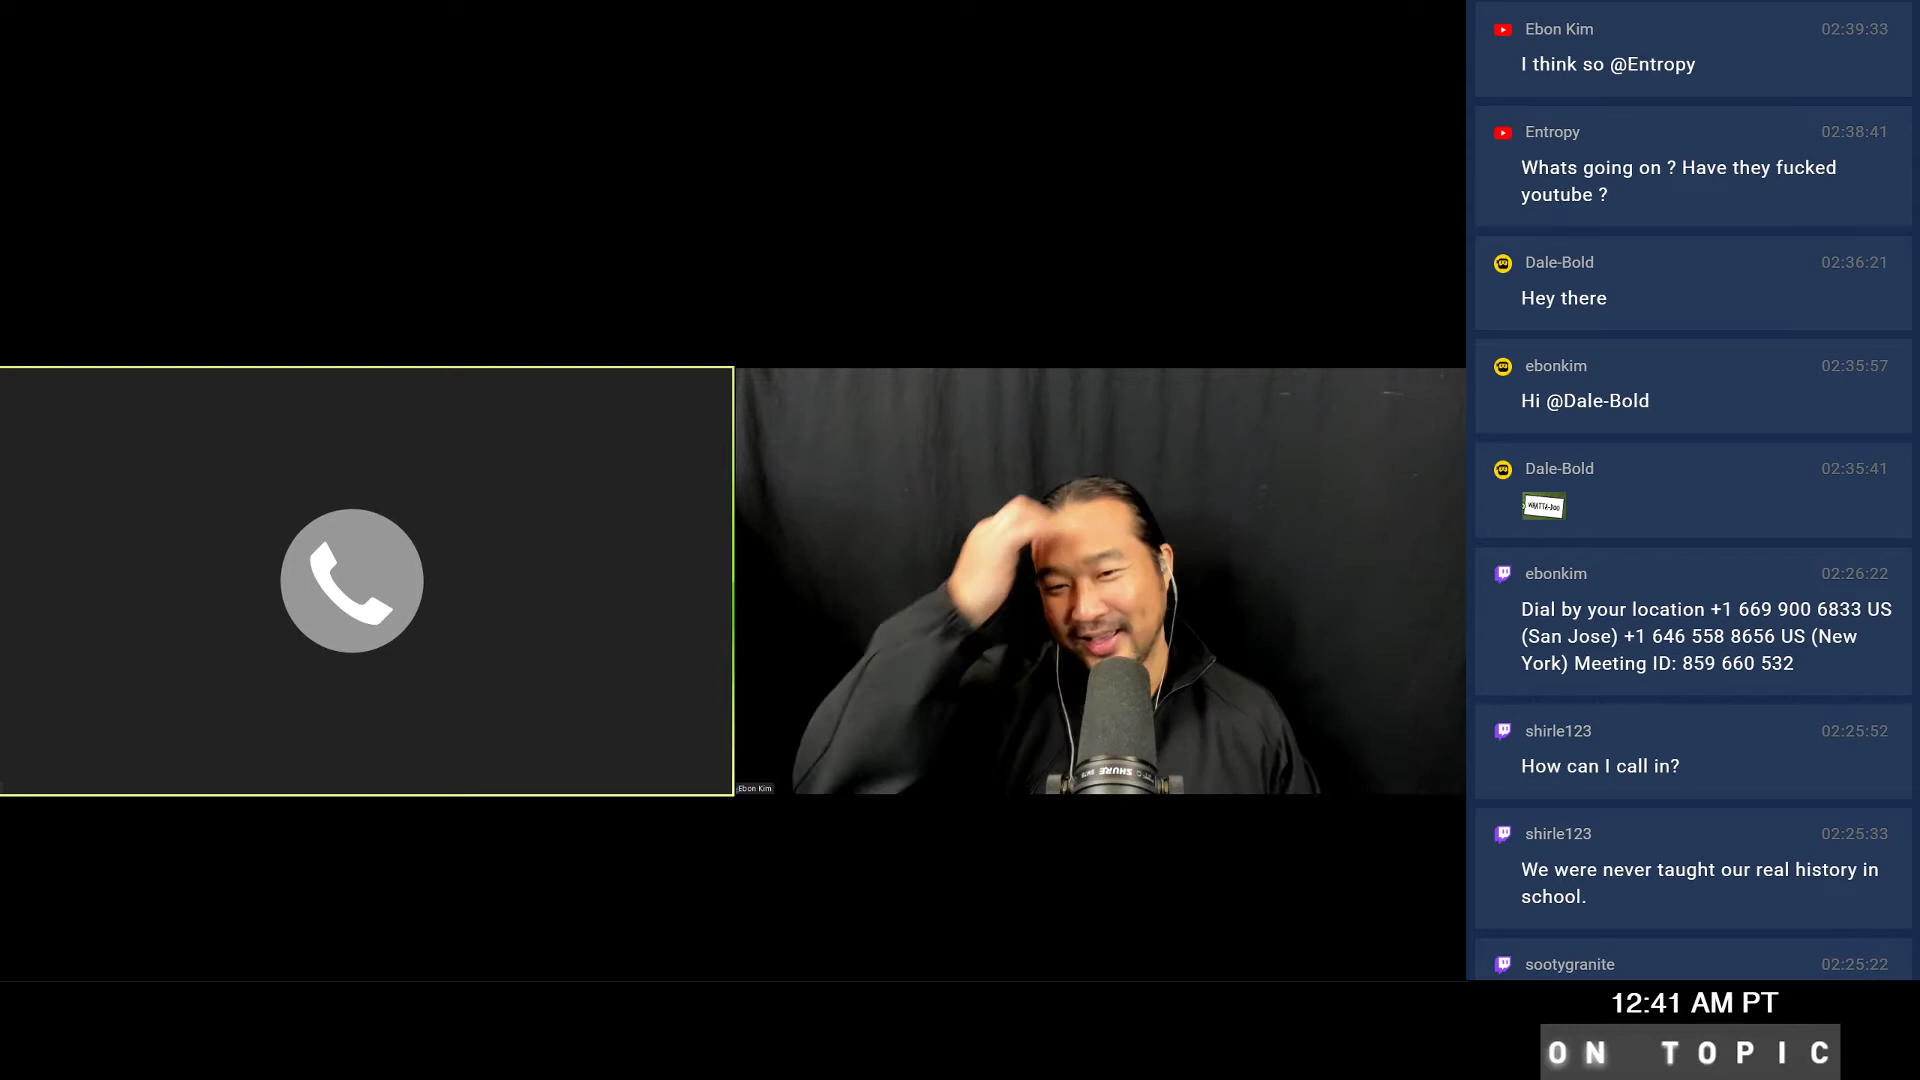 Ebon Kim 02:39:33
I think so @Entropy
Entropy 02:38:41
Whats going on ? Have they fucked
youtube ?
Dale-Bold 02:36:21
Hey there
ebonkim 02:35:57
Hi @Dale-Bold
Dale-Bold 02:35:41
WHATTA-DOO
ebonkim 02:26:22
Dial by your location +1 669 900 6833 US
(San Jose) +1 646 558 8656 US (New
York) Meeting ID: 859 660 532
shirle123 02:25:52
How can I call in?
shirle123 02:25:33
We were never taught our real history in
school.
sootygranite 02:25:22
Ebon Kim
SHURE
12:41 AM PT
ON TOPIC